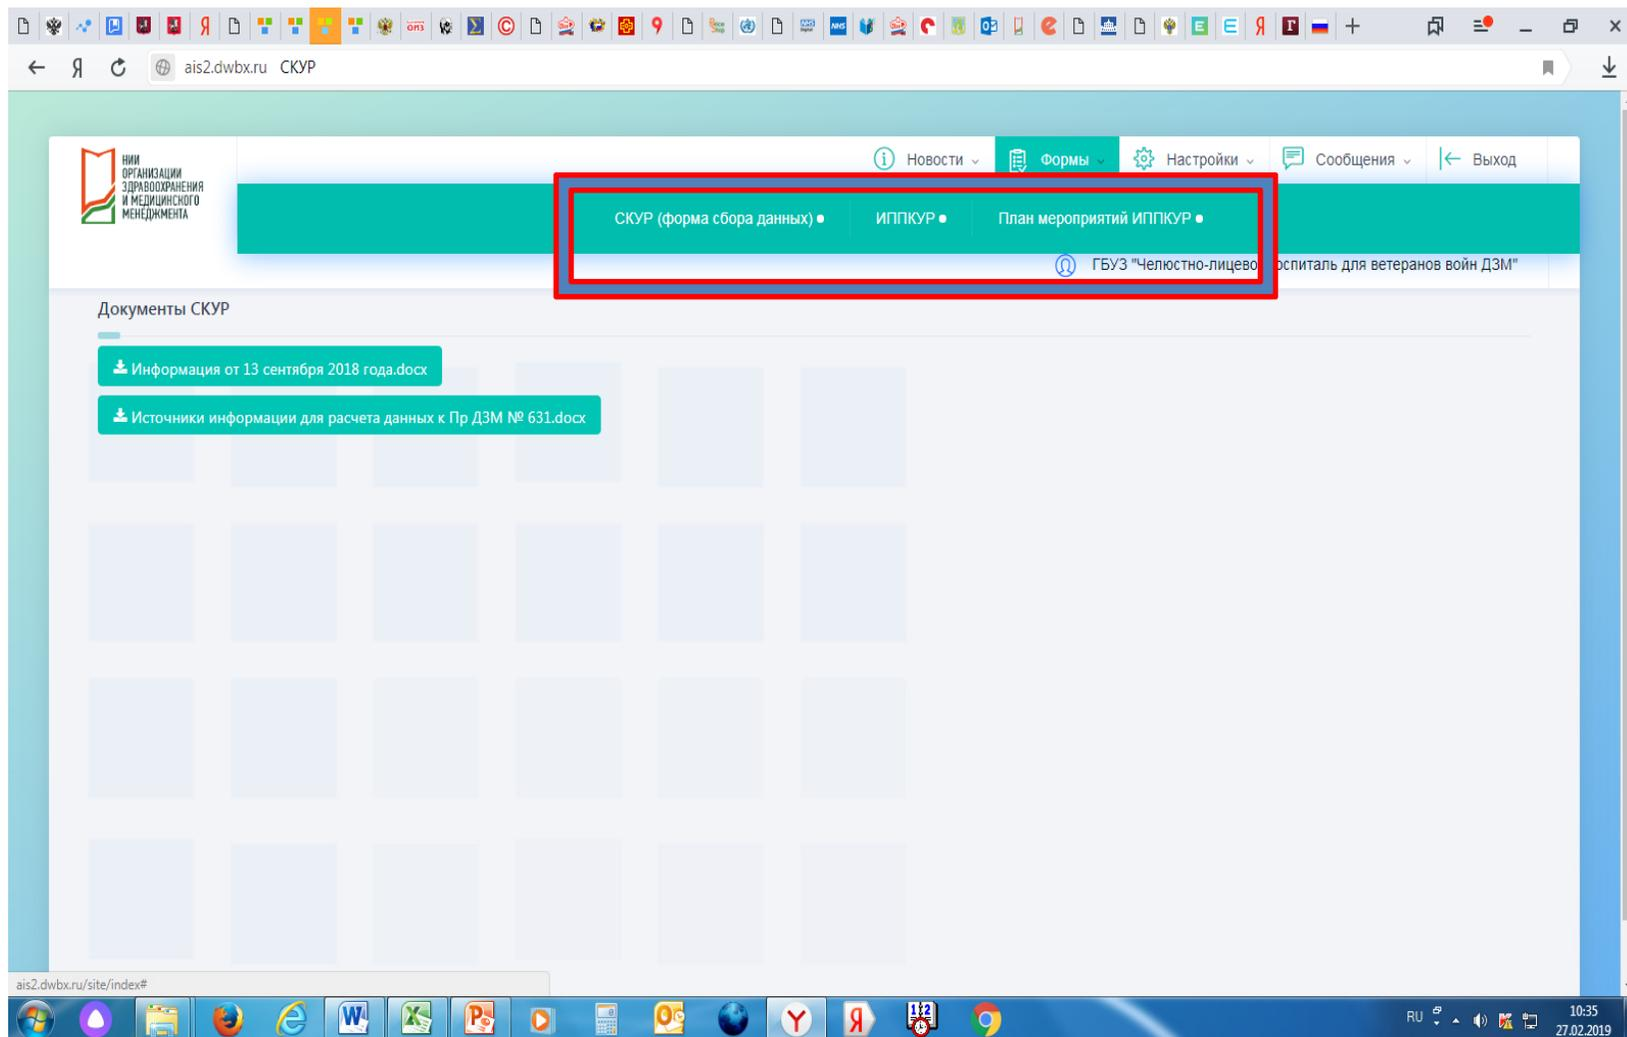 ais2.dwbx.ru СКУР
НИИ
ОРГАНИЗАЦИИ
ЗДРАВООХРАНЕНИЯ
И МЕДИЦИНСКОГО
МЕНЕДЖМЕНТА
Новости
Формы
Настройки
Сообщения
Выход
СКУР (форма сбора данных)
ИППКУР
План мероприятий ИППКУР
ГБУЗ "Челюстно-лицево оспиталь для ветеранов войн ДЗМ"
Документы СКУР
Информация от 13 сентября 2018 года.docx
Источники информации для расчета данных к Пр ДЗМ № 631.docx
ais2.dwbx.ru/site/index#
RU
10:35
27.02.2019